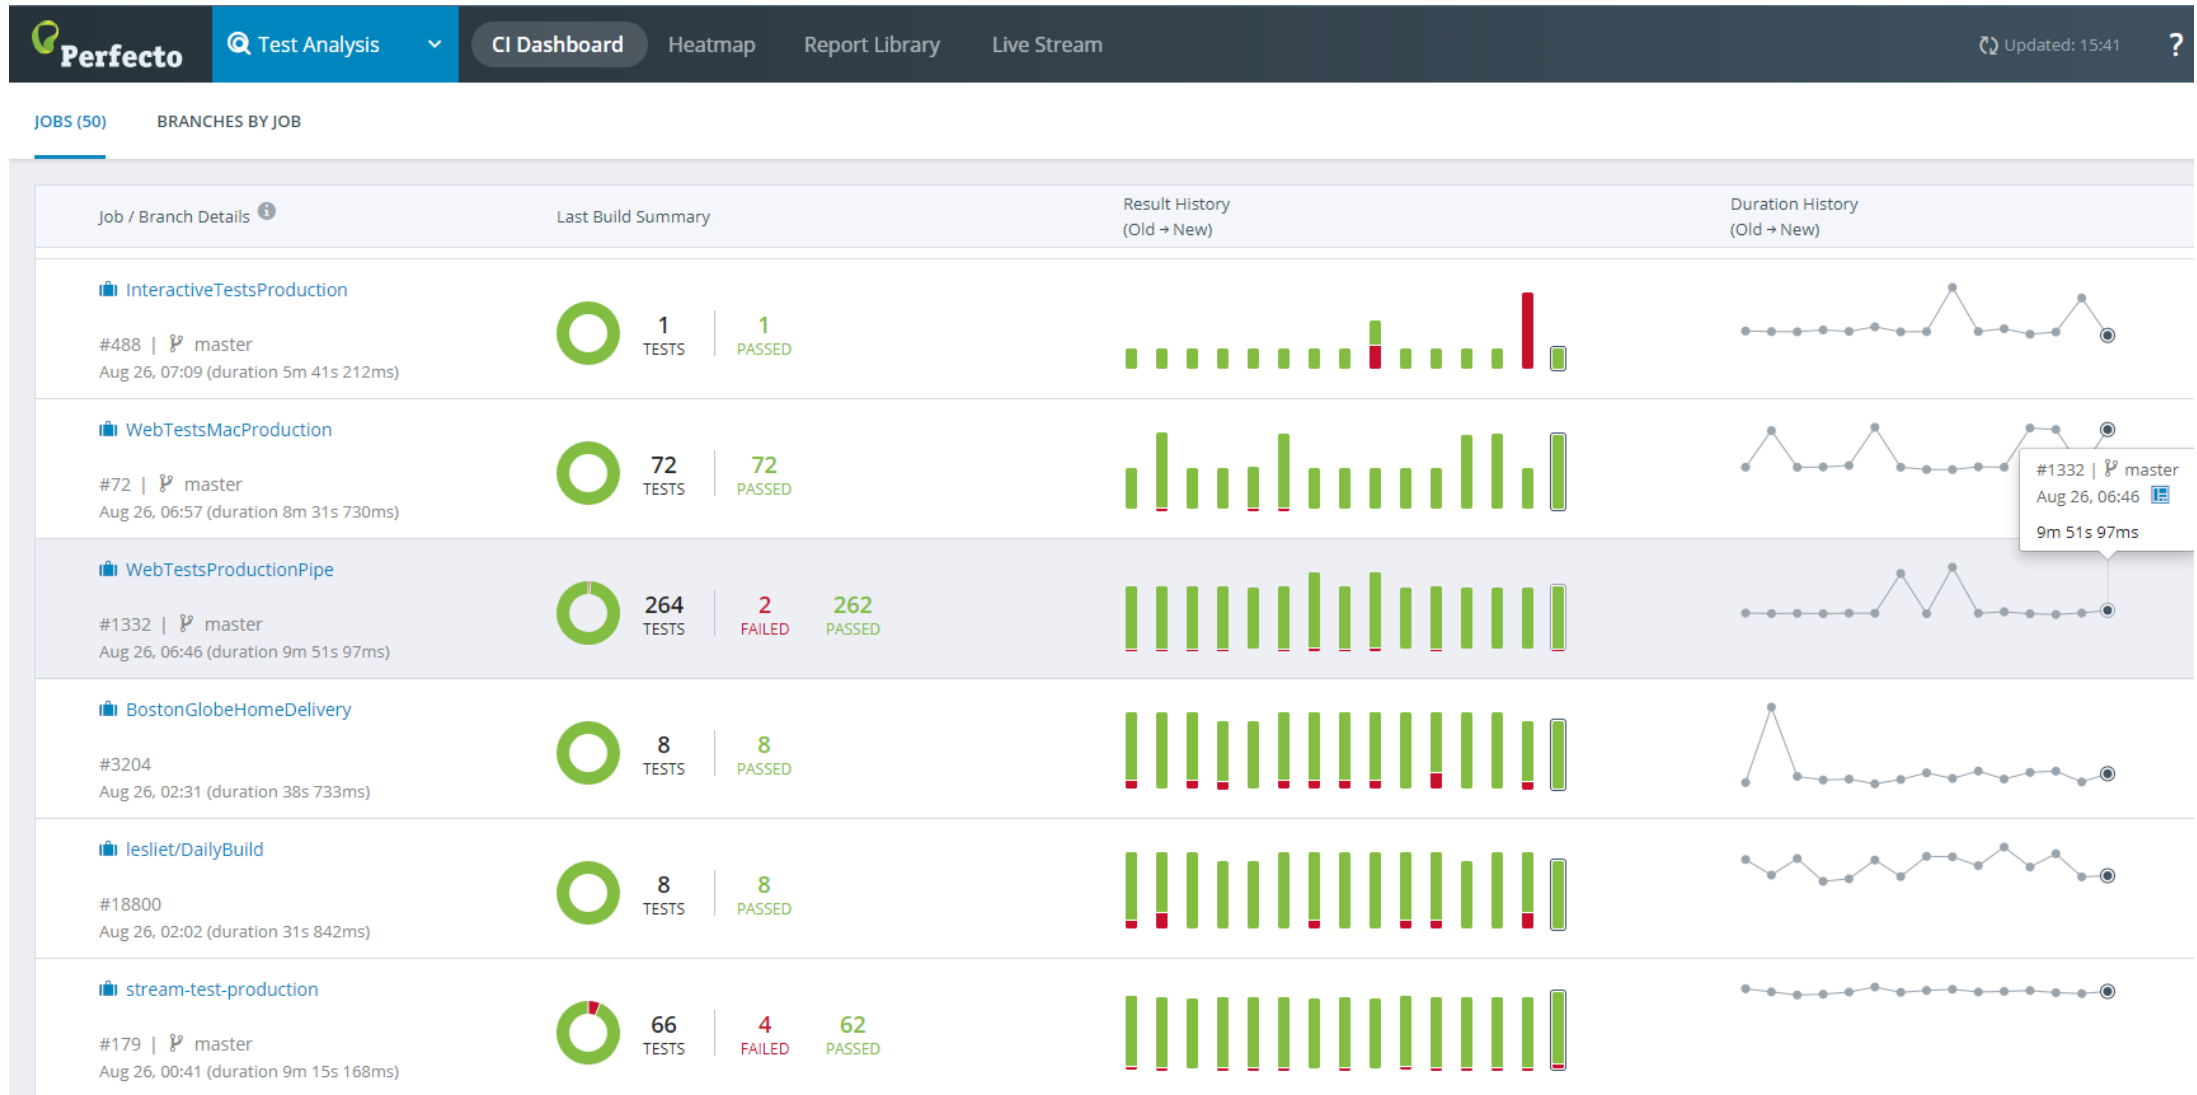 Perfecto
Test Analysis
CI Dashboard
Heatmap
Report Library
Live Stream
Updated: 15:41
?
JOBS (50)
BRANCHES BY JOB
Job / Branch Details
Last Build Summary
Result History
(Old → New)
Duration History
(Old → New)
InteractiveTestsProduction
#488 | master
Aug 26, 07:09 (duration 5m 41s 212ms)
1
TESTS
1
PASSED
WebTestsMacProduction
#72 | master
Aug 26, 06:57 (duration 8m 31s 730ms)
72
TESTS
72
PASSED
#1332 | master
Aug 26, 06:46
9m 51s 97ms
WebTestsProductionPipe
#1332 | master
Aug 26, 06:46 (duration 9m 51s 97ms)
264
TESTS
2
FAILED
262
PASSED
BostonGlobeHomeDelivery
#3204
Aug 26, 02:31 (duration 38s 733ms)
8
TESTS
8
PASSED
lesliet/DailyBuild
#18800
Aug 26, 02:02 (duration 31s 842ms)
8
TESTS
8
PASSED
stream-test-production
#179 | master
Aug 26, 00:41 (duration 9m 15s 168ms)
66
TESTS
4
FAILED
62
PASSED